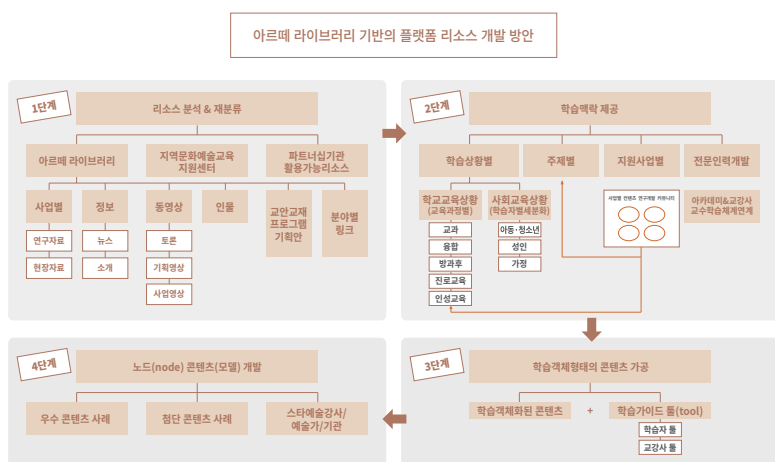 아르떼 라이브러리 기반의 플랫폼 리소스 개발 방안
1단계
리소스 분석 & 재분류
아르떼 라이브러리
지역문화예술교육
지원센터
파트너십기관
활용가능리소스
사업별
정보
동영상
인물
교안교재
프로그램
기획안
분야별
링크
연구자료
현장자료
뉴스
소개
토론
기획영상
사업영상
2단계
학습맥락 제공
학습상황별
주제별
지원사업별
전문인력개발
학교교육상황
(교육과정별)
사회교육상황
(학습자별세분화)
사업별 컨텐츠 연구개발 커뮤니티
아카데미&교강사
교수학습체계연계
교과
융합
방과후
진로교육
인성교육
아동·청소년
성인
가정
3단계
학습객체형태의 콘텐츠 가공
학습객체화된 콘텐츠
+
학습가이드 툴(tool)
학습자 툴
교강사 툴
4단계
노드(node) 콘텐츠(모델) 개발
우수 콘텐츠 사례
첨단 콘텐츠 사례
스타예술강사/
예술가/기관